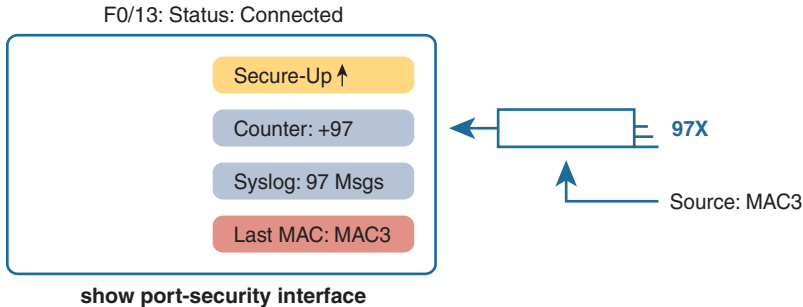 F0/13: Status: Connected
Secure-Up
Counter: +97
Syslog: 97 Msgs
Last MAC: MAC3
97X
Source: MAC3
show port-security interface